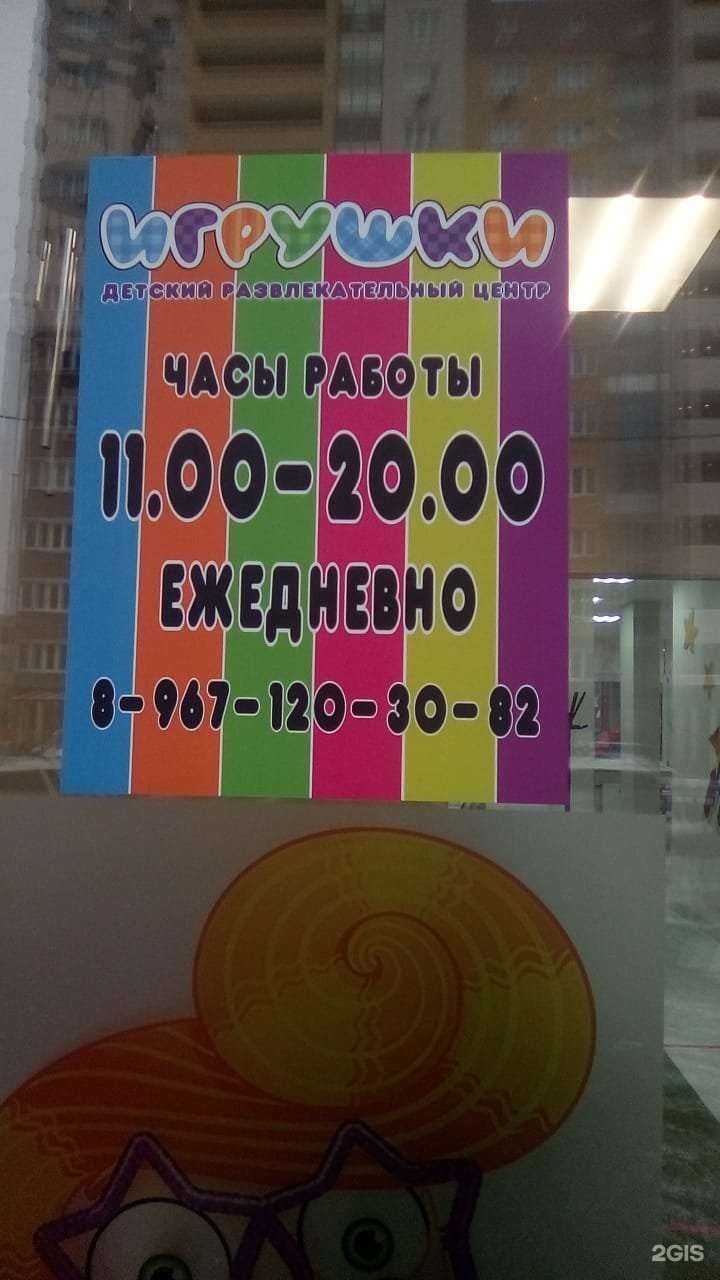 ИГРУШКИ
ДЕТСКИЙ РАЗВЛЕКАТЕЛЬНЫЙ ЦЕНТР
ЧАСЫ РАБОТЫ
11.00-20.00
ЕЖЕДНЕВНО
8-967-120-30-82
2GIS